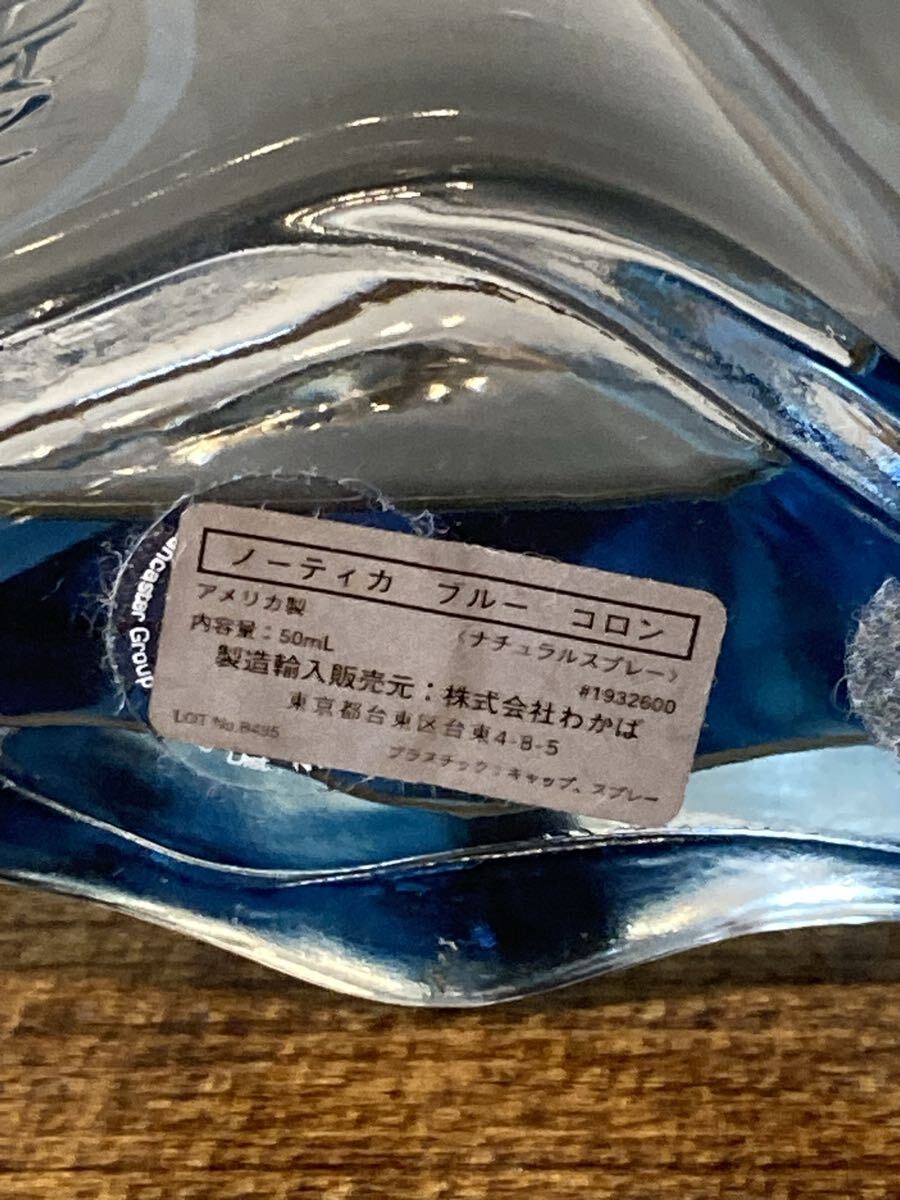 ノーティカ ブルー コロン
アメリカ製
〈ナチュラルスプレー〉
内容量：50mL
#1932600
製造輸入販売元：株式会社わかば
東京都台東区台東4-8-5
LOT No.B495
プラスチック：キャップ、スプレー
ancaster Group